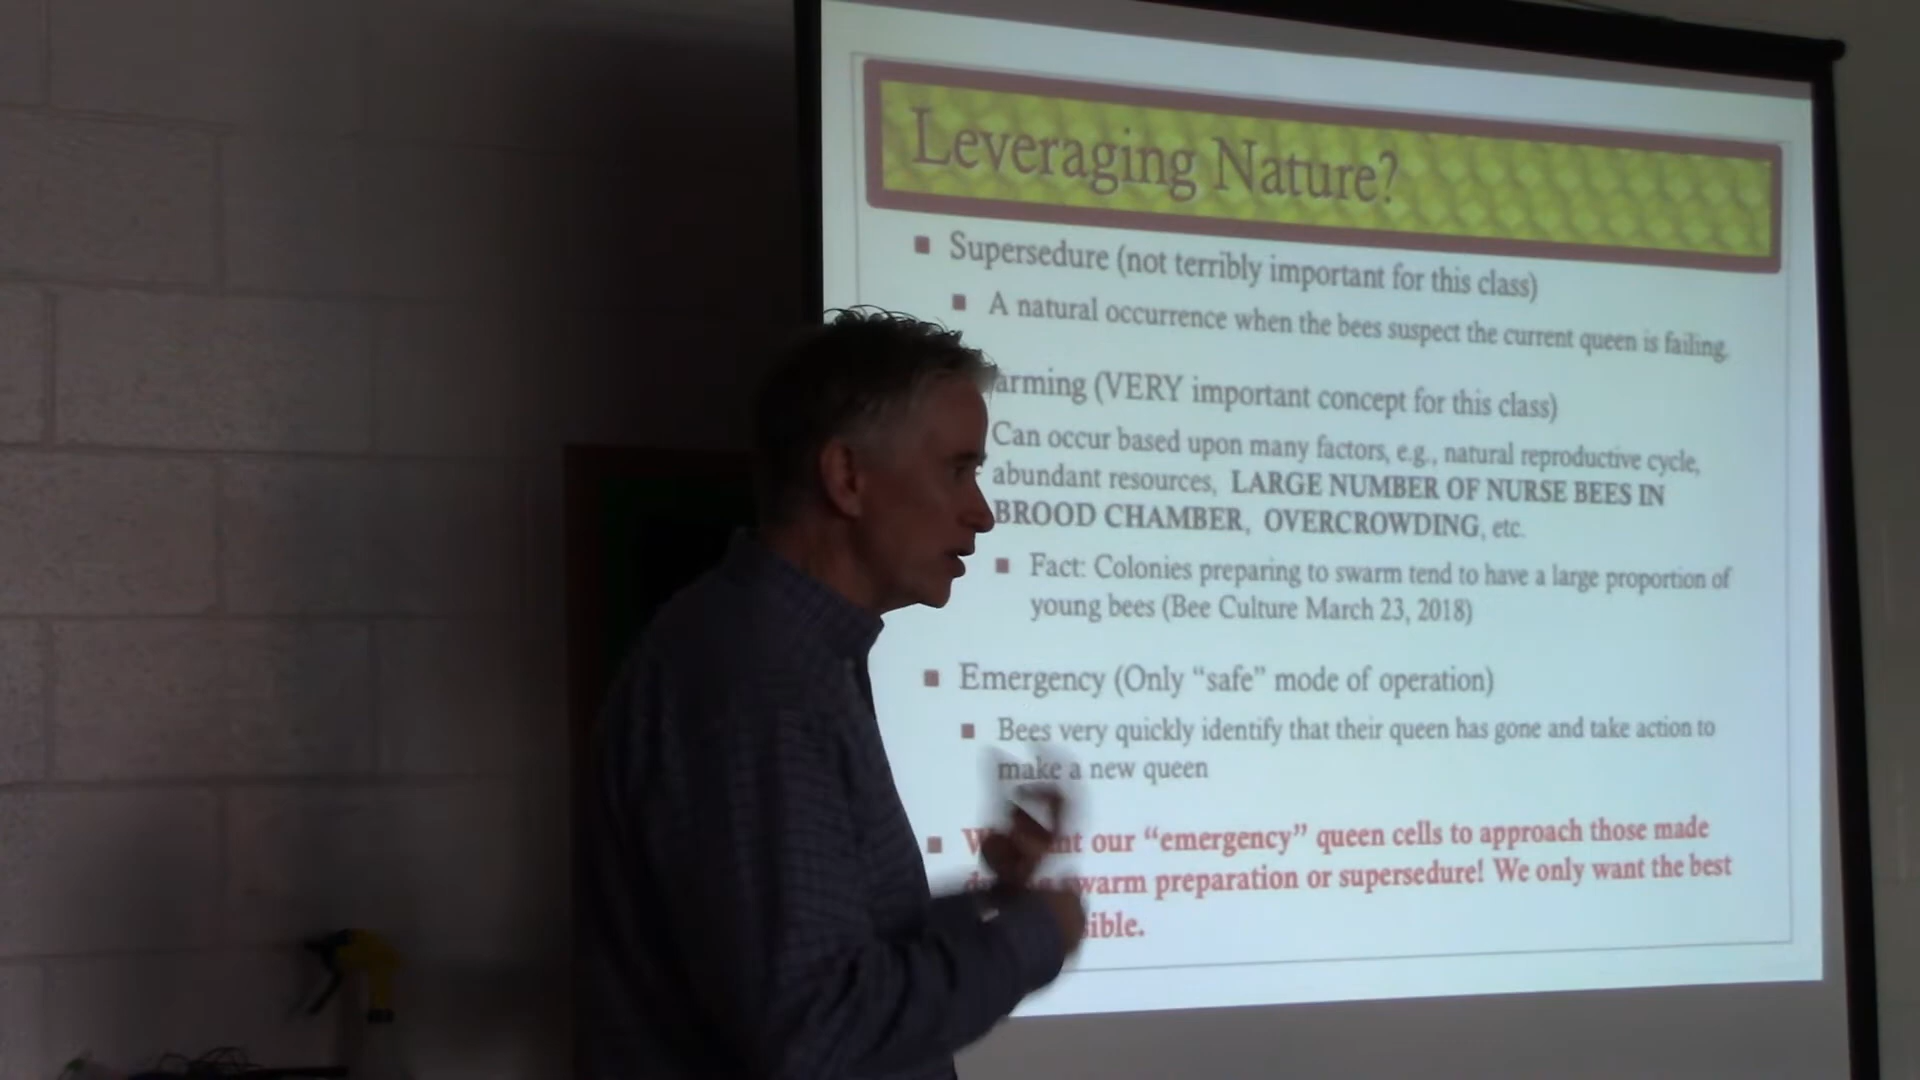 Leveraging Nature?
Supersedure (not terribly important for this class)
A natural occurrence when the bees suspect the current queen is failing.
arming (VERY important concept for this class)
Can occur based upon many factors, e.g., natural reproductive cycle,
abundant resources, LARGE NUMBER OF NURSE BEES IN
BROOD CHAMBER, OVERCROWDING, etc.
Fact: Colonies preparing to swarm tend to have a large proportion of
young bees (Bee Culture March 23, 2018)
Emergency (Only “safe” mode of operation)
Bees very quickly identify that their queen has gone and take action to
make a new queen
our “emergency” queen cells to approach those made
warm preparation or supersedure! We only want the best
ible.